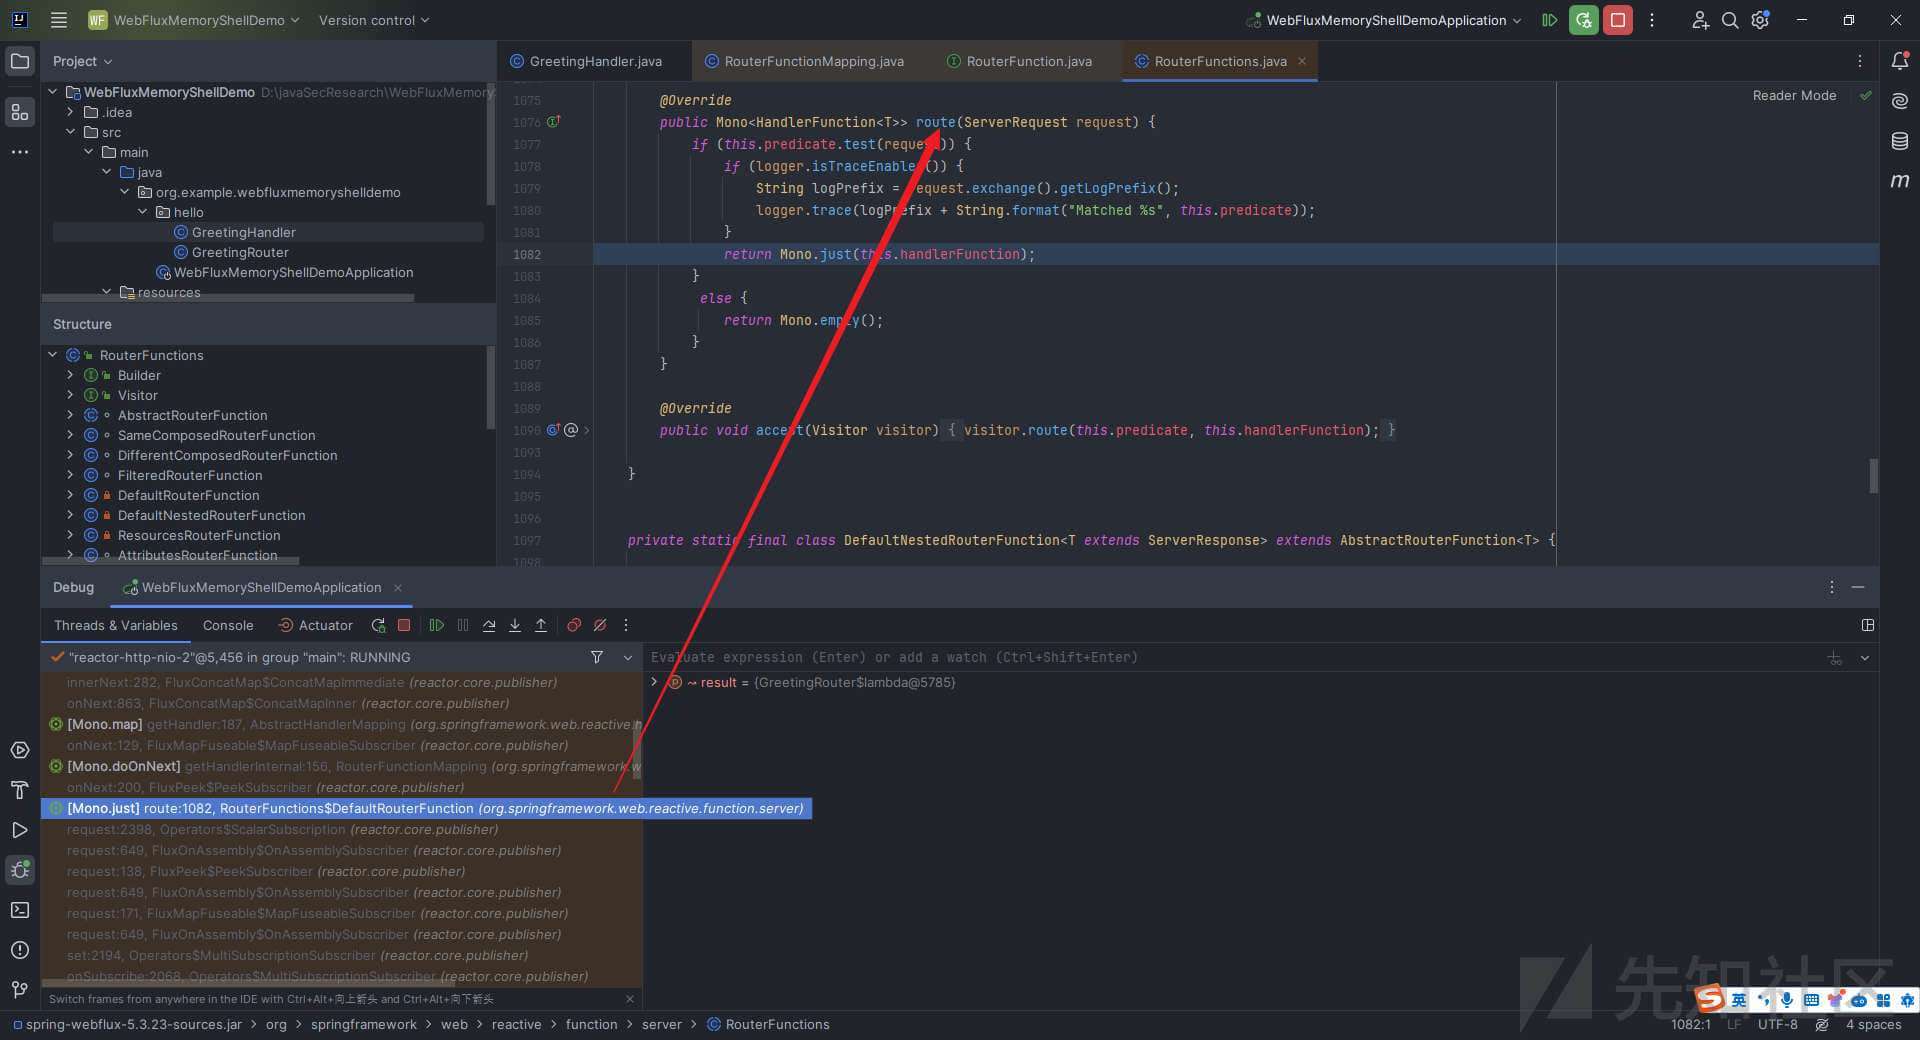 WF WebFluxMemoryShellDemo Version control WebFluxMemoryShellDemoApplication
Project
WebFluxMemoryShellDemo D:\javaSecResearch\WebFluxMemory
.idea
src
main
java
org.example.webfluxmemoryshelldemo
hello
GreetingHandler
GreetingRouter
WebFluxMemoryShellDemoApplication
resources
Structure
RouterFunctions
Builder
Visitor
AbstractRouterFunction
SameComposedRouterFunction
DifferentComposedRouterFunction
FilteredRouterFunction
DefaultRouterFunction
DefaultNestedRouterFunction
ResourcesRouterFunction
AttributesRouterFunction
GreetingHandler.java RouterFunctionMapping.java RouterFunction.java RouterFunctions.java
Reader Mode
1075 @Override
1076 public Mono<HandlerFunction<T>> route(ServerRequest request) {
1077 if (this.predicate.test(request)) {
1078 if (logger.isTraceEnabled()) {
1079 String logPrefix = request.exchange().getLogPrefix();
1080 logger.trace(logPrefix + String.format("Matched %s", this.predicate));
1081 }
1082 return Mono.just(this.handlerFunction);
1083 }
1084 else {
1085 return Mono.empty();
1086 }
1087 }
1088
1089 @Override
1090 public void accept(Visitor visitor) { visitor.route(this.predicate, this.handlerFunction); }
1093
1094 }
1095
1096
1097 private static final class DefaultNestedRouterFunction<T extends ServerResponse> extends AbstractRouterFunction<T> {
1098
Debug WebFluxMemoryShellDemoApplication
Threads & Variables Console Actuator
"reactor-http-nio-2"@5,456 in group "main": RUNNING
innerNext:282, FluxConcatMap$ConcatMapImmediate (reactor.core.publisher)
onNext:863, FluxConcatMap$ConcatMapInner (reactor.core.publisher)
[Mono.map] getHandler:187, AbstractHandlerMapping (org.springframework.web.reactive.h
onNext:129, FluxMapFuseable$MapFuseableSubscriber (reactor.core.publisher)
[Mono.doOnNext] getHandlerInternal:156, RouterFunctionMapping (org.springframework.w
onNext:200, FluxPeek$PeekSubscriber (reactor.core.publisher)
[Mono.just] route:1082, RouterFunctions$DefaultRouterFunction (org.springframework.web.reactive.function.server)
request:2398, Operators$ScalarSubscription (reactor.core.publisher)
request:649, FluxOnAssembly$OnAssemblySubscriber (reactor.core.publisher)
request:138, FluxPeek$PeekSubscriber (reactor.core.publisher)
request:649, FluxOnAssembly$OnAssemblySubscriber (reactor.core.publisher)
request:171, FluxMapFuseable$MapFuseableSubscriber (reactor.core.publisher)
request:649, FluxOnAssembly$OnAssemblySubscriber (reactor.core.publisher)
set:2194, Operators$MultiSubscriptionSubscriber (reactor.core.publisher)
onSubscribe:2068, Operators$MultiSubscriptionSubscriber (reactor.core.publisher)
Switch frames from anywhere in the IDE with Ctrl+Alt+向上箭头 and Ctrl+Alt+向下箭头
Evaluate expression (Enter) or add a watch (Ctrl+Shift+Enter)
result = {GreetingRouter$lambda@5785}
先知社区
英
spring-webflux-5.3.23-sources.jar > org > springframework > web > reactive > function > server > RouterFunctions
1082:1 LF UTF-8 4 spaces